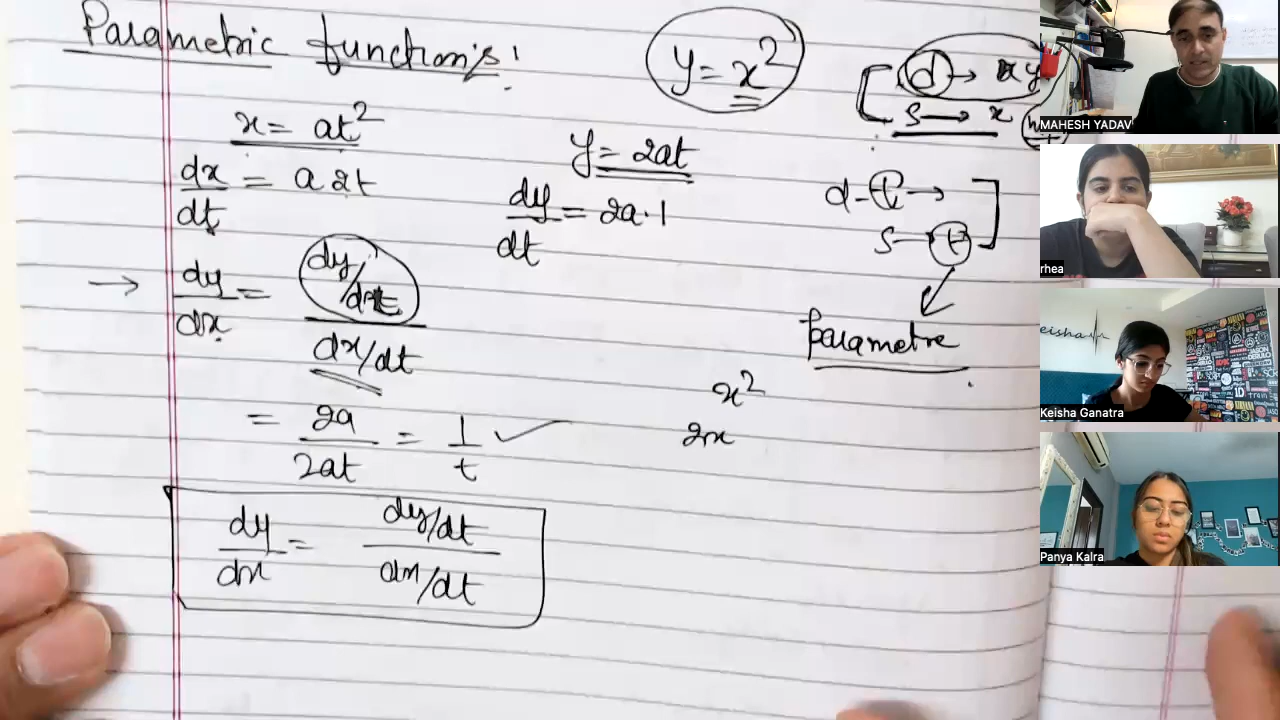 Parametric functions:
y = x²
d → x y
s → x
x = at²
y = 2at
dx/dt = a 2t
dy/dt = 2a·1
d - t →
s → t
→ dy/dx = dy/dt / dx/dt
parametre
x²
2x
= 2a/2at = 1/t ✓
dy/dx = dy/dt / dx/dt
MAHESH YADAV
rhea
keisha
Keisha Ganatra
Panya Kalra